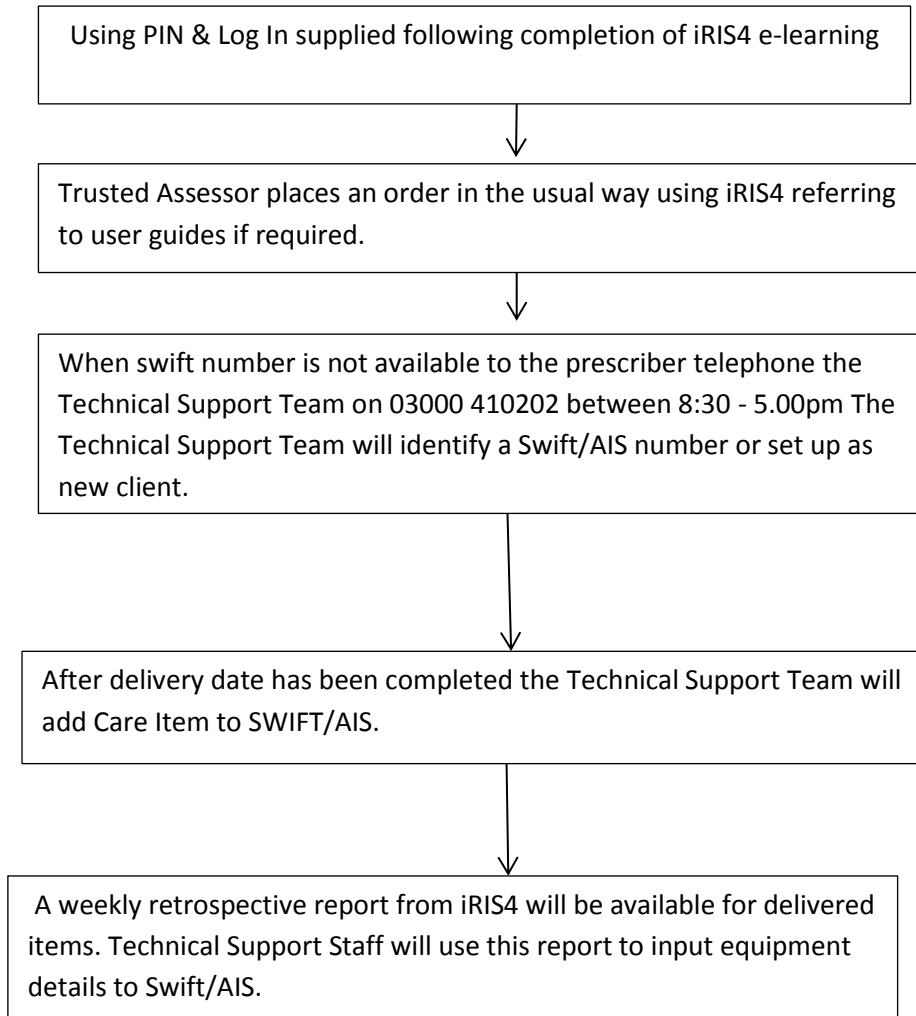 Using PIN & Log In supplied following completion of iRIS4 e-learning
Trusted Assessor places an order in the usual way using iRIS4 referring
to user guides if required.
When swift number is not available to the prescriber telephone the
Technical Support Team on 03000 410202 between 8:30 - 5.00pm The
Technical Support Team will identify a Swift/AIS number or set up as
new client.
After delivery date has been completed the Technical Support Team will
add Care Item to SWIFT/AIS.
A weekly retrospective report from iRIS4 will be available for delivered
items. Technical Support Staff will use this report to input equipment
details to Swift/AIS.